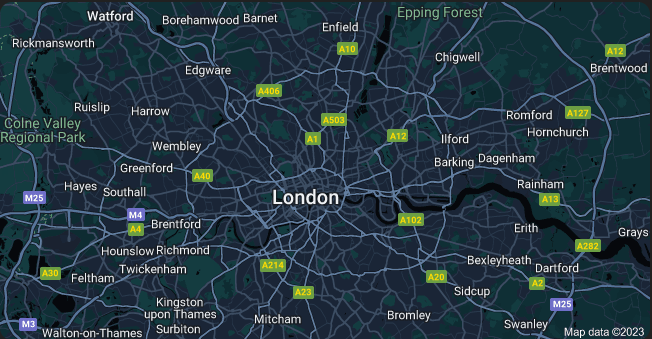 Watford
Borehamwood
Barnet
Epping Forest
Enfield
Rickmansworth
A10
A12
Chigwell
Brentwood
Edgware
A406
Ruislip
Harrow
Colne Valley
Regional Park
A503
A127
Romford
A1
A12
Hornchurch
Ilford
Wembley
Barking
Dagenham
Greenford
A40
Hayes
Southall
Rainham
M25
London
A13
M4
A4
Brentford
A102
Erith
Grays
A282
Hounslow
Richmond
Bexleyheath
Dartford
A214
Twickenham
A30
Feltham
A20
A2
Sidcup
A23
Kingston
upon Thames
M25
Mitcham
Bromley
Swanley
M3
Surbiton
Walton-on-Thames
Map data ©2023